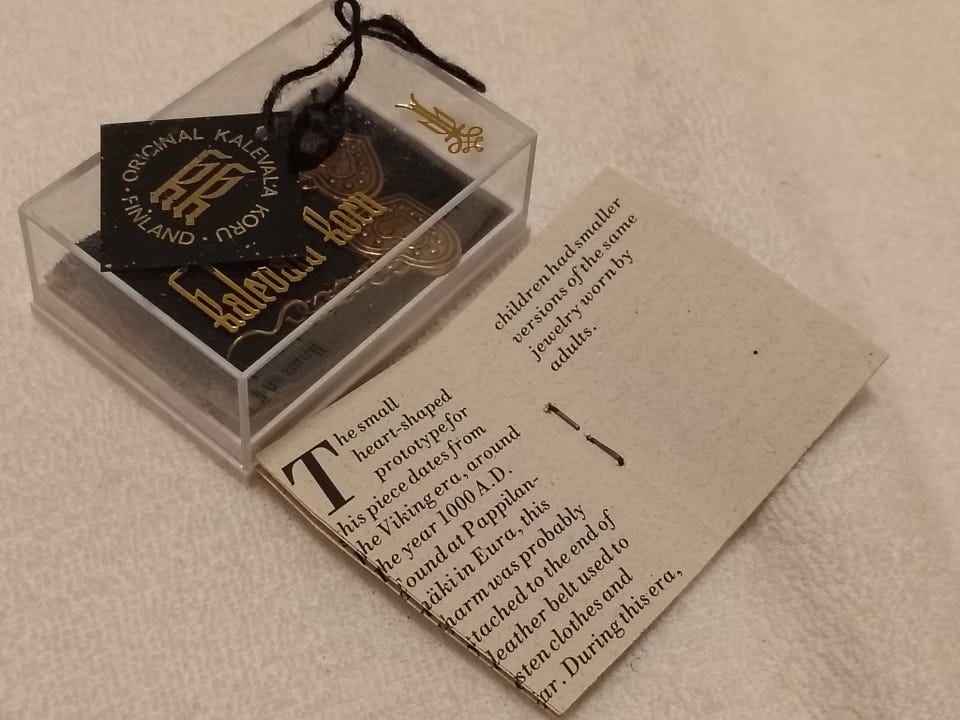 ORIGINAL KALEVALA KORU
FINLAND
Kalevala Koru
The small
heart-shaped
prototype for
his piece dates from
he Viking era, around
he year 1000 A.D.
ound at Pappilan-
mäki in Eura, this
harm was probably
ttached to the end of
leather belt used to
sten clothes and
ar. During this era,
children had smaller
versions of the same
jewelry worn by
adults.